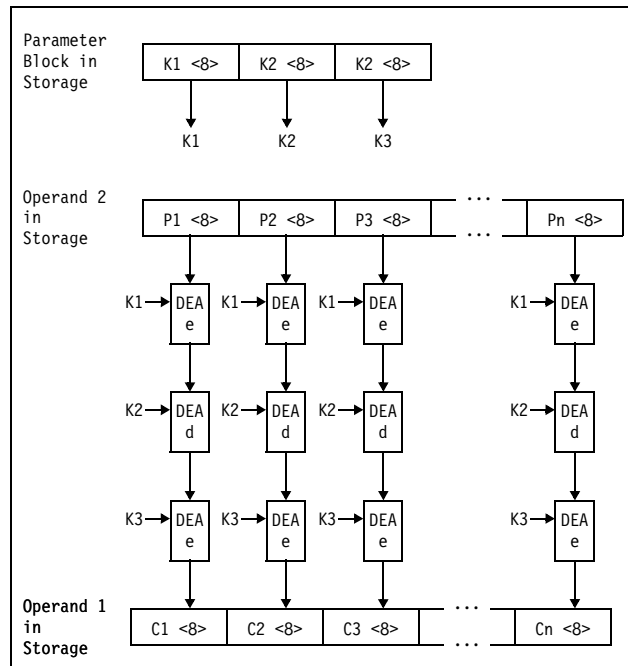 Parameter
Block in
Storage
K1 <8> K2 <8> K2 <8>
K1 K2 K3
Operand 2
in
Storage
P1 <8> P2 <8> P3 <8> ... ... Pn <8>
K1 DEA K1 DEA K1 DEA K1 DEA
e e e e
K2 DEA K2 DEA K2 DEA K2 DEA
d d d d
K3 DEA K3 DEA K3 DEA K3 DEA
e e e e
Operand 1
in
Storage
C1 <8> C2 <8> C3 <8> ... ... Cn <8>